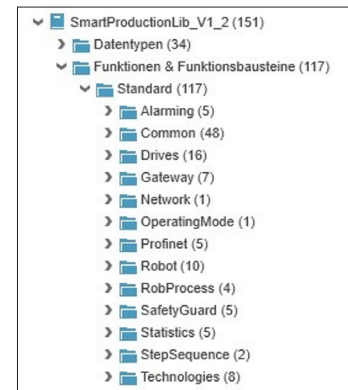 SmartProductionLib_V1_2 (151)
Datentypen (34)
Funktionen & Funktionsbausteine (117)
Standard (117)
Alarming (5)
Common (48)
Drives (16)
Gateway (7)
Network (1)
OperatingMode (1)
Profinet (5)
Robot (10)
RobProcess (4)
SafetyGuard (5)
Statistics (5)
StepSequence (2)
Technologies (8)